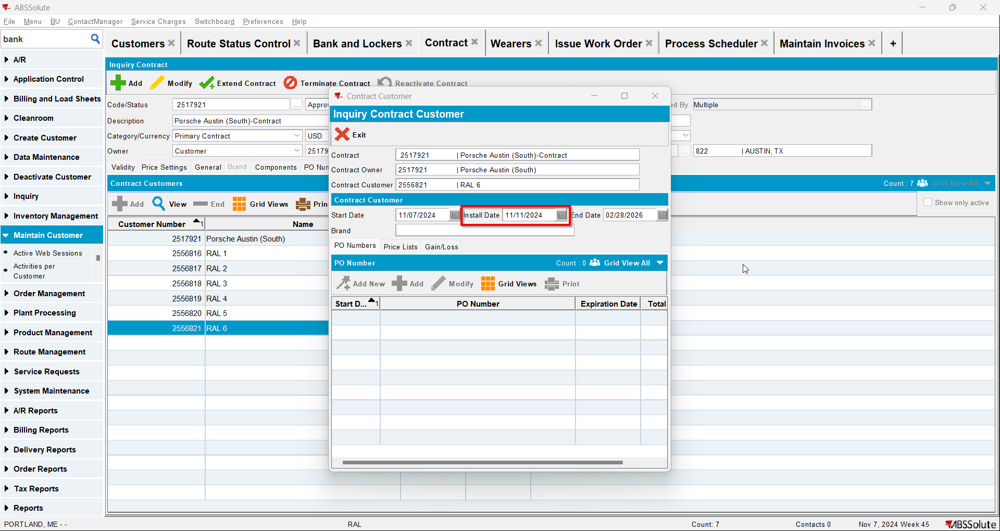 ABSSolute
File Menu BU ContactManager Service Charges Switchboard Preferences Help
bank
Customers Route Status Control Bank and Lockers Contract Wearers Issue Work Order Process Scheduler Maintain Invoices +
A/R
Application Control
Billing and Load Sheets
Cleanroom
Create Customer
Data Maintenance
Deactivate Customer
Inquiry
Inventory Management
Maintain Customer
Active Web Sessions
Activities per
Customer
Order Management
Plant Processing
Product Management
Route Management
Service Requests
System Maintenance
A/R Reports
Billing Reports
Delivery Reports
Order Reports
Tax Reports
Reports
Inquiry Contract
Add Modify Extend Contract Terminate Contract Reactivate Contract
Code/Status 2517921 ... Approv ed By Multiple ...
Description Porsche Austin (South)-Contract
Category/Currency Primary Contract USD
Owner Customer 25179 ... 822 | AUSTIN, TX
Validity Price Settings General Brand Components PO Num
Contract Customers Count : 7 Grid View All
Add View End Grid Views Print Show only active
Customer Number 1 Name
2517921 Porsche Austin (South)
2556816 RAL 1
2556817 RAL 2
2556818 RAL 3
2556819 RAL 4
2556820 RAL 5
2556821 RAL 6
Contract Customer
Inquiry Contract Customer
Exit
Contract 2517921 | Porsche Austin (South)-Contract
Contract Owner 2517921 | Porsche Austin (South)
Contract Customer 2556821 | RAL 6
Contract Customer
Start Date 11/07/2024 16 Install Date 11/11/2024 16 End Date 02/28/2026 16
Brand
PO Numbers Price Lists Gain/Loss
PO Number Count : 0 Grid View All
Add New Add Modify Grid Views Print
Start D... 1 PO Number Expiration Date Total
PORTLAND, ME - - RAL Count: 7 Contacts 0 Nov 7, 2024 Week 45 ABSSolute